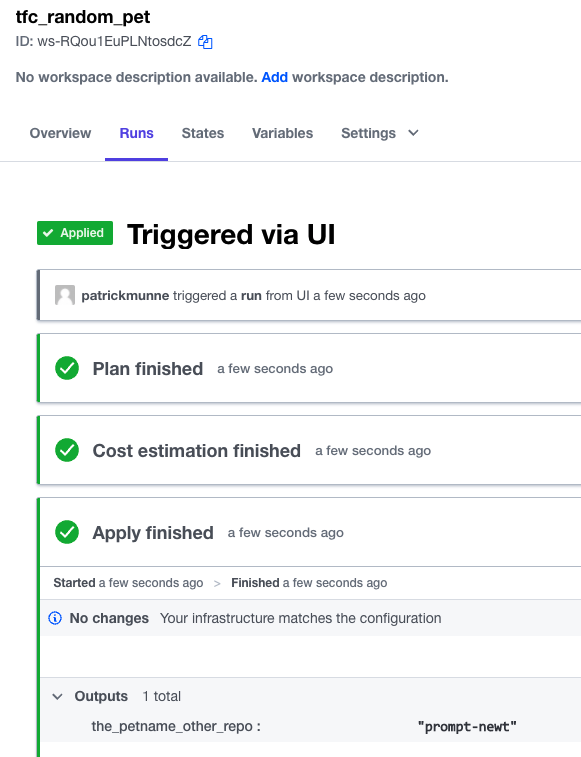 tfc_random_pet
ID: ws-RQou1EuPLNtosdcZ
No workspace description available. Add workspace description.
Overview Runs States Variables Settings
Applied Triggered via UI
patrickmunne triggered a run from UI a few seconds ago
Plan finished a few seconds ago
Cost estimation finished a few seconds ago
Apply finished a few seconds ago
Started a few seconds ago > Finished a few seconds ago
No changes Your infrastructure matches the configuration
Outputs 1 total
the_petname_other_repo : "prompt-newt"